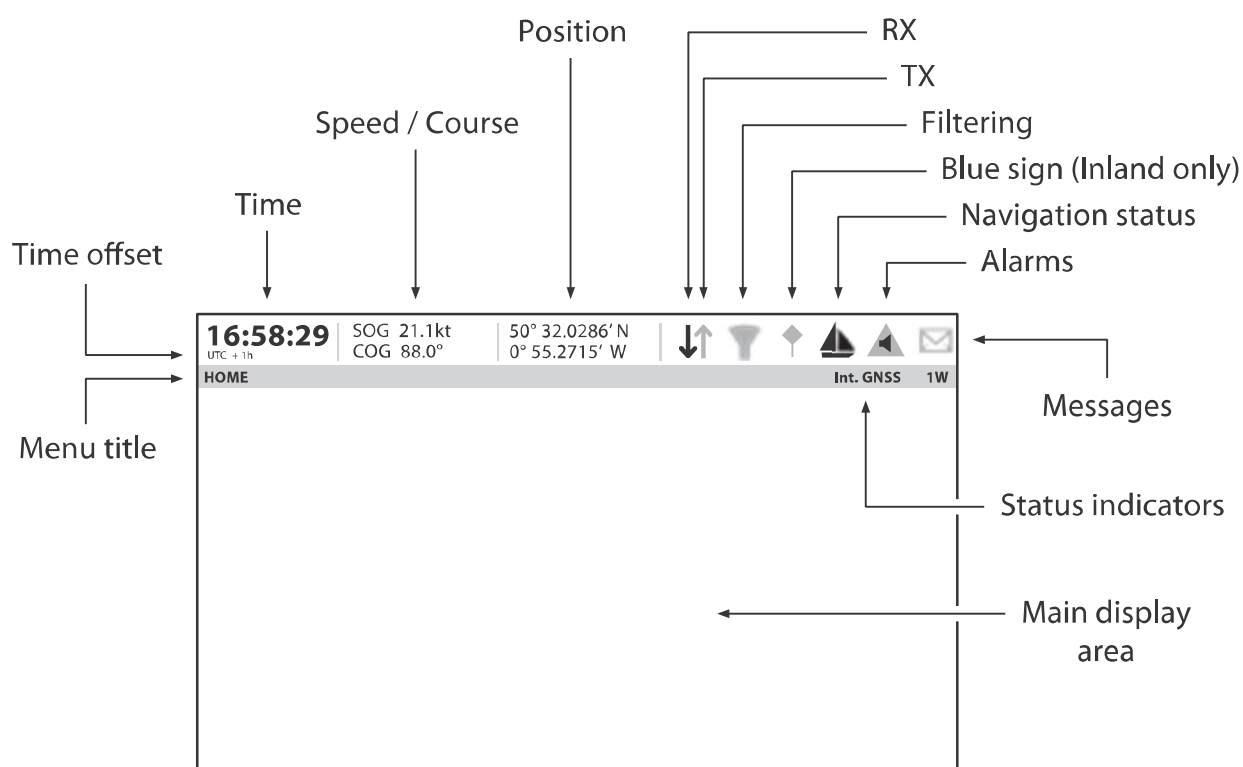 Position
RX
TX
Speed / Course
Filtering
Blue sign (Inland only)
Time
Navigation status
Time offset
Alarms
16:58:29
UTC + 1h
SOG 21.1kt
COG 88.0°
50° 32.0286′ N
0° 55.2715′ W
HOME
Int. GNSS 1W
Messages
Menu title
Status indicators
Main display
area